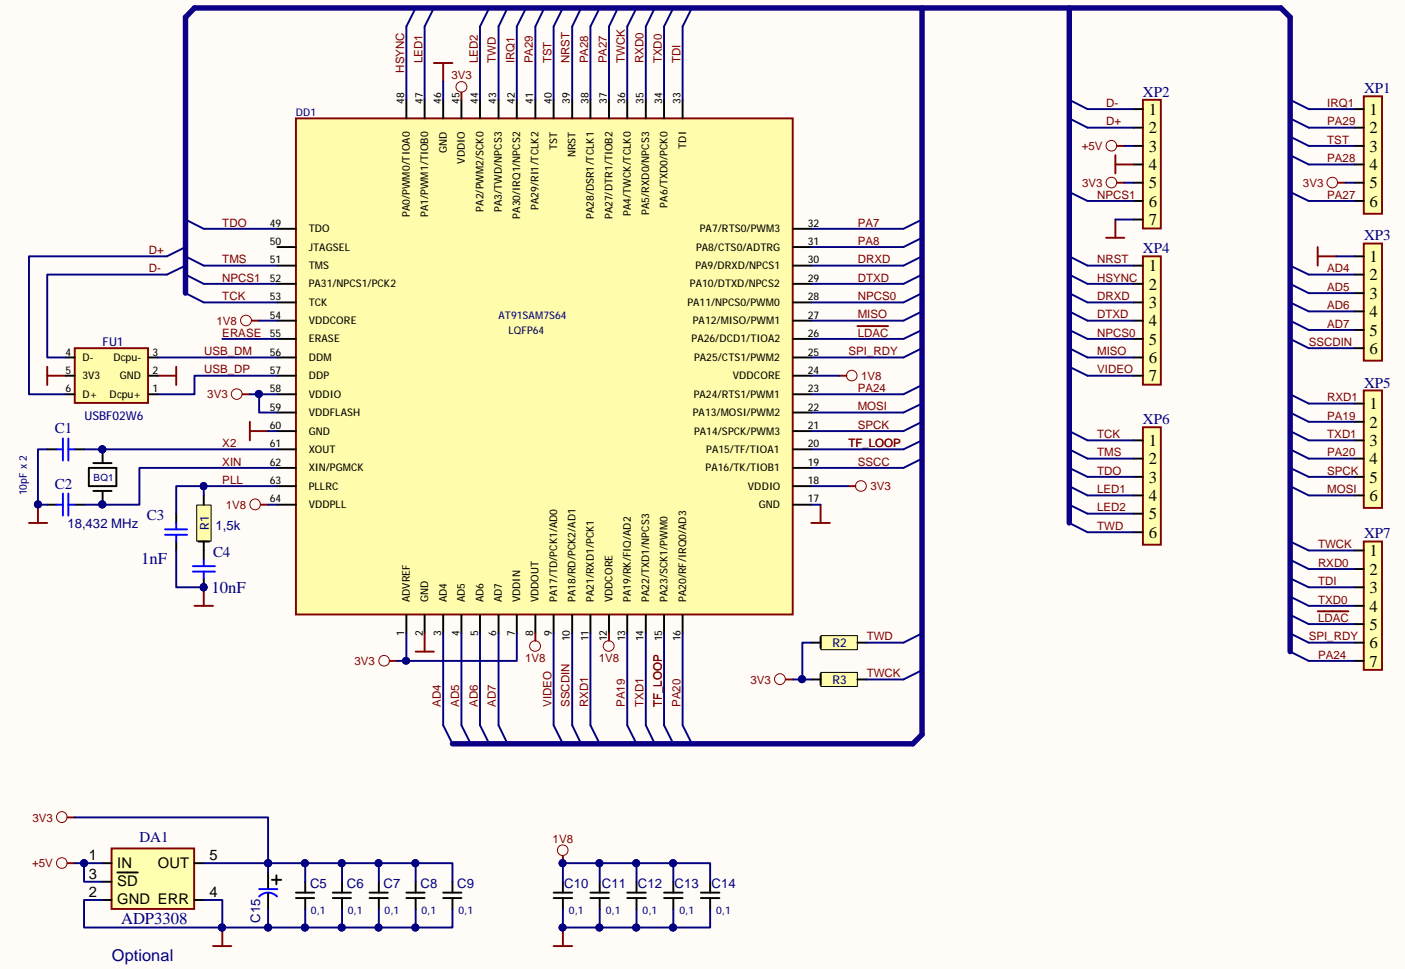 HSYNC
LED1
LED2
TWD
IRQ1
PA29
TST
NRST
PA28
PA27
TWCK
RXD0
TXD0
TDI
3V3
48
47
46
45
44
43
42
41
40
39
38
37
36
35
34
33
DD1
PA0/PWM0/TIOA0
PA1/PWM1/TIOB0
GND
VDDIO
PA2/PWM2/SCK0
PA3/TWD/NPCS3
PA30/IRQ1/NPCS2
PA29/RI1/TCLK2
TST
NRST
PA28/DSR1/TCLK1
PA27/DTR1/TIOB2
PA4/TWCK/TCLK0
PA5/RXD0/NPCS3
PA6/TXD0/PCK0
TDI
TDO 49 TDO
50 JTAGSEL
TMS 51 TMS
NPCS1 52 PA31/NPCS1/PCK2
TCK 53 TCK
1V8 54 VDDCORE
ERASE 55 ERASE
USB_DM 56 DDM
USB_DP 57 DDP
3V3 58 VDDIO
59 VDDFLASH
60 GND
X2 61 XOUT
XIN 62 XIN/PGMCK
PLL 63 PLLRC
1V8 64 VDDPLL
AT91SAM7S64
LQFP64
PA7/RTS0/PWM3 32 PA7
PA8/CTS0/ADTRG 31 PA8
PA9/DRXD/NPCS1 30 DRXD
PA10/DTXD/NPCS2 29 DTXD
PA11/NPCS0/PWM0 28 NPCS0
PA12/MISO/PWM1 27 MISO
PA26/DCD1/TIOA2 26 LDAC
PA25/CTS1/PWM2 25 SPI_RDY
VDDCORE 24 1V8
PA24/RTS1/PWM1 23 PA24
PA13/MOSI/PWM2 22 MOSI
PA14/SPCK/PWM3 21 SPCK
PA15/TF/TIOA1 20 TF_LOOP
PA16/TK/TIOB1 19 SSCC
VDDIO 18 3V3
GND 17
ADVREF
GND
AD4
AD5
AD6
AD7
VDDIN
VDDOUT
PA17/TD/PCK1/AD0
PA18/RD/PCK2/AD1
PA21/RXD1/PCK1
VDDCORE
PA19/RK/FIQ/AD2
PA22/TXD1/NPCS3
PA23/SCK1/PWM0
PA20/RF/IRQ0/AD3
1
2
3
4
5
6
7
8
9
10
11
12
13
14
15
16
3V3
1V8
1V8
AD4
AD5
AD6
AD7
VIDEO
SSCDIN
RXD1
PA19
TXD1
TF_LOOP
PA20
D+
D-
FU1
4 D- Dcpu- 3
5 3V3 GND 2
6 D+ Dcpu+ 1
USBF02W6
C1
10pF x 2
BQ1
C2
18,432 MHz
C3
1nF
R1 1,5k
C4
10nF
R2 TWD
3V3 R3 TWCK
XP2
D- 1
D+ 2
+5V 3
4
3V3 5
NPCS1 6
7
XP4
NRST 1
HSYNC 2
DRXD 3
DTXD 4
NPCS0 5
MISO 6
VIDEO 7
XP6
TCK 1
TMS 2
TDO 3
LED1 4
LED2 5
TWD 6
XP1
IRQ1 1
PA29 2
TST 3
PA28 4
3V3 5
PA27 6
XP3
1
AD4 2
AD5 3
AD6 4
AD7 5
SSCDIN 6
XP5
RXD1 1
PA19 2
TXD1 3
PA20 4
SPCK 5
MOSI 6
XP7
TWCK 1
RXD0 2
TDI 3
TXD0 4
LDAC 5
SPI_RDY 6
PA24 7
3V3
DA1
+5V 1 IN OUT 5
3 SD
2 GND ERR 4
ADP3308
Optional
C15 +
C5 0,1
C6 0,1
C7 0,1
C8 0,1
C9 0,1
1V8
C10 0,1
C11 0,1
C12 0,1
C13 0,1
C14 0,1